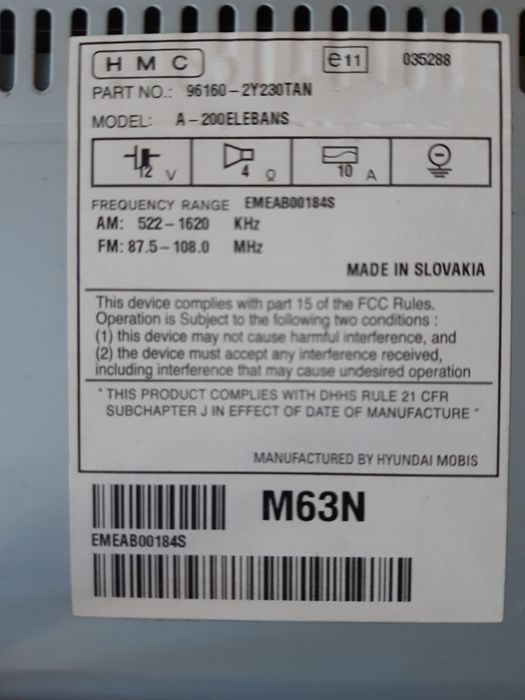 HMC e11 035288
PART NO.: 96160-2Y230TAN
MODEL: A-200ELEBANS
12 V 4 Ω 10 A
FREQUENCY RANGE EMEAB00184S
AM: 522-1620 KHz
FM: 87.5-108.0 MHz
MADE IN SLOVAKIA
This device complies with part 15 of the FCC Rules.
Operation is Subject to the following two conditions :
(1) this device may not cause harmful interference, and
(2) the device must accept any interference received,
including interference that may cause undesired operation
" THIS PRODUCT COMPLIES WITH DHHS RULE 21 CFR
SUBCHAPTER J IN EFFECT OF DATE OF MANUFACTURE "
MANUFACTURED BY HYUNDAI MOBIS
M63N
EMEAB00184S